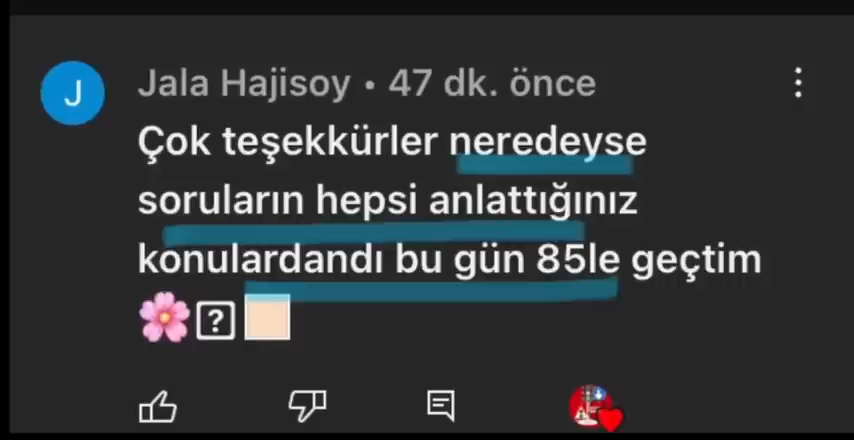 Jala Hajisoy • 47 dk. önce
Çok teşekkürler neredeyse
soruların hepsi anlattığınız
konulardandı bu gün 85le geçtim
🌸
J